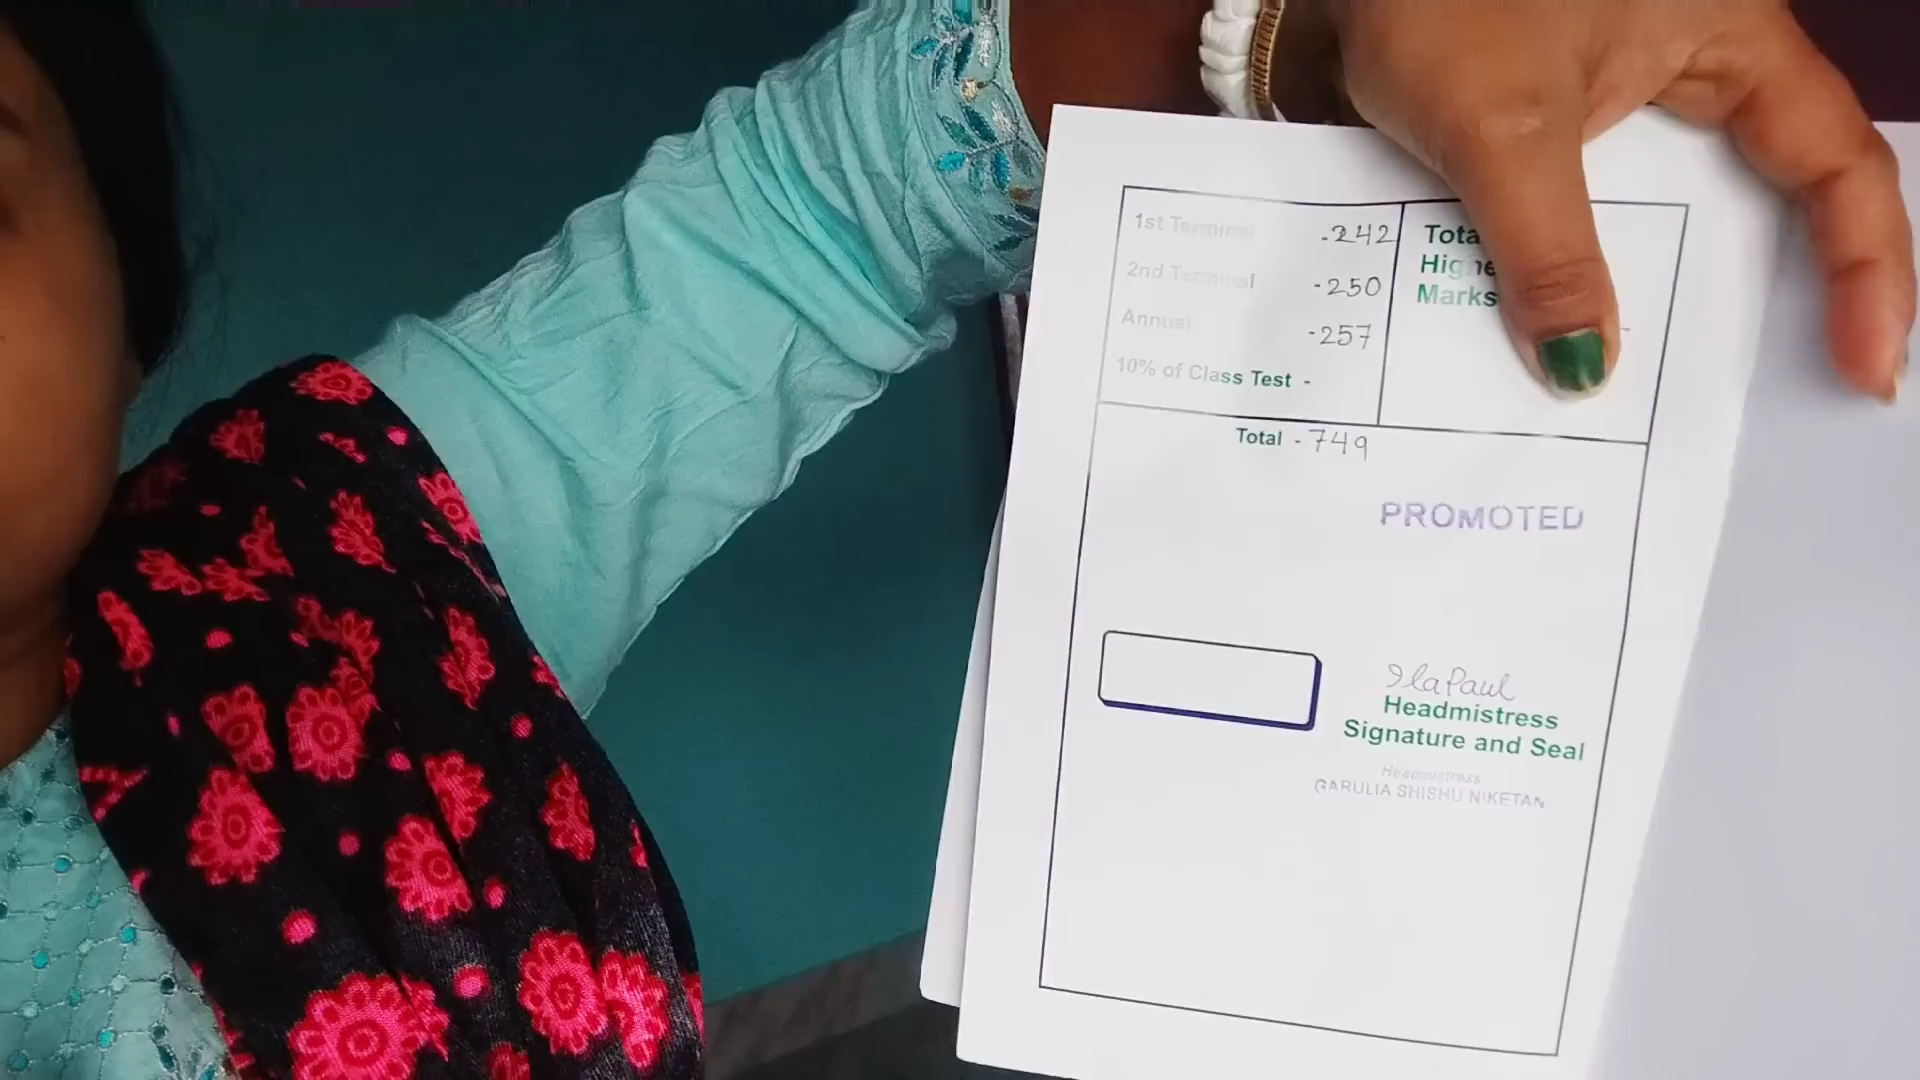 1st Terminal -242
2nd Terminal -250
Annual -257
10% of Class Test -
Marks
Total - 749
PROMOTED
Ila Paul
Headmistress
Signature and Seal
Headmistress
GARULIA SHISHU NIKETAN